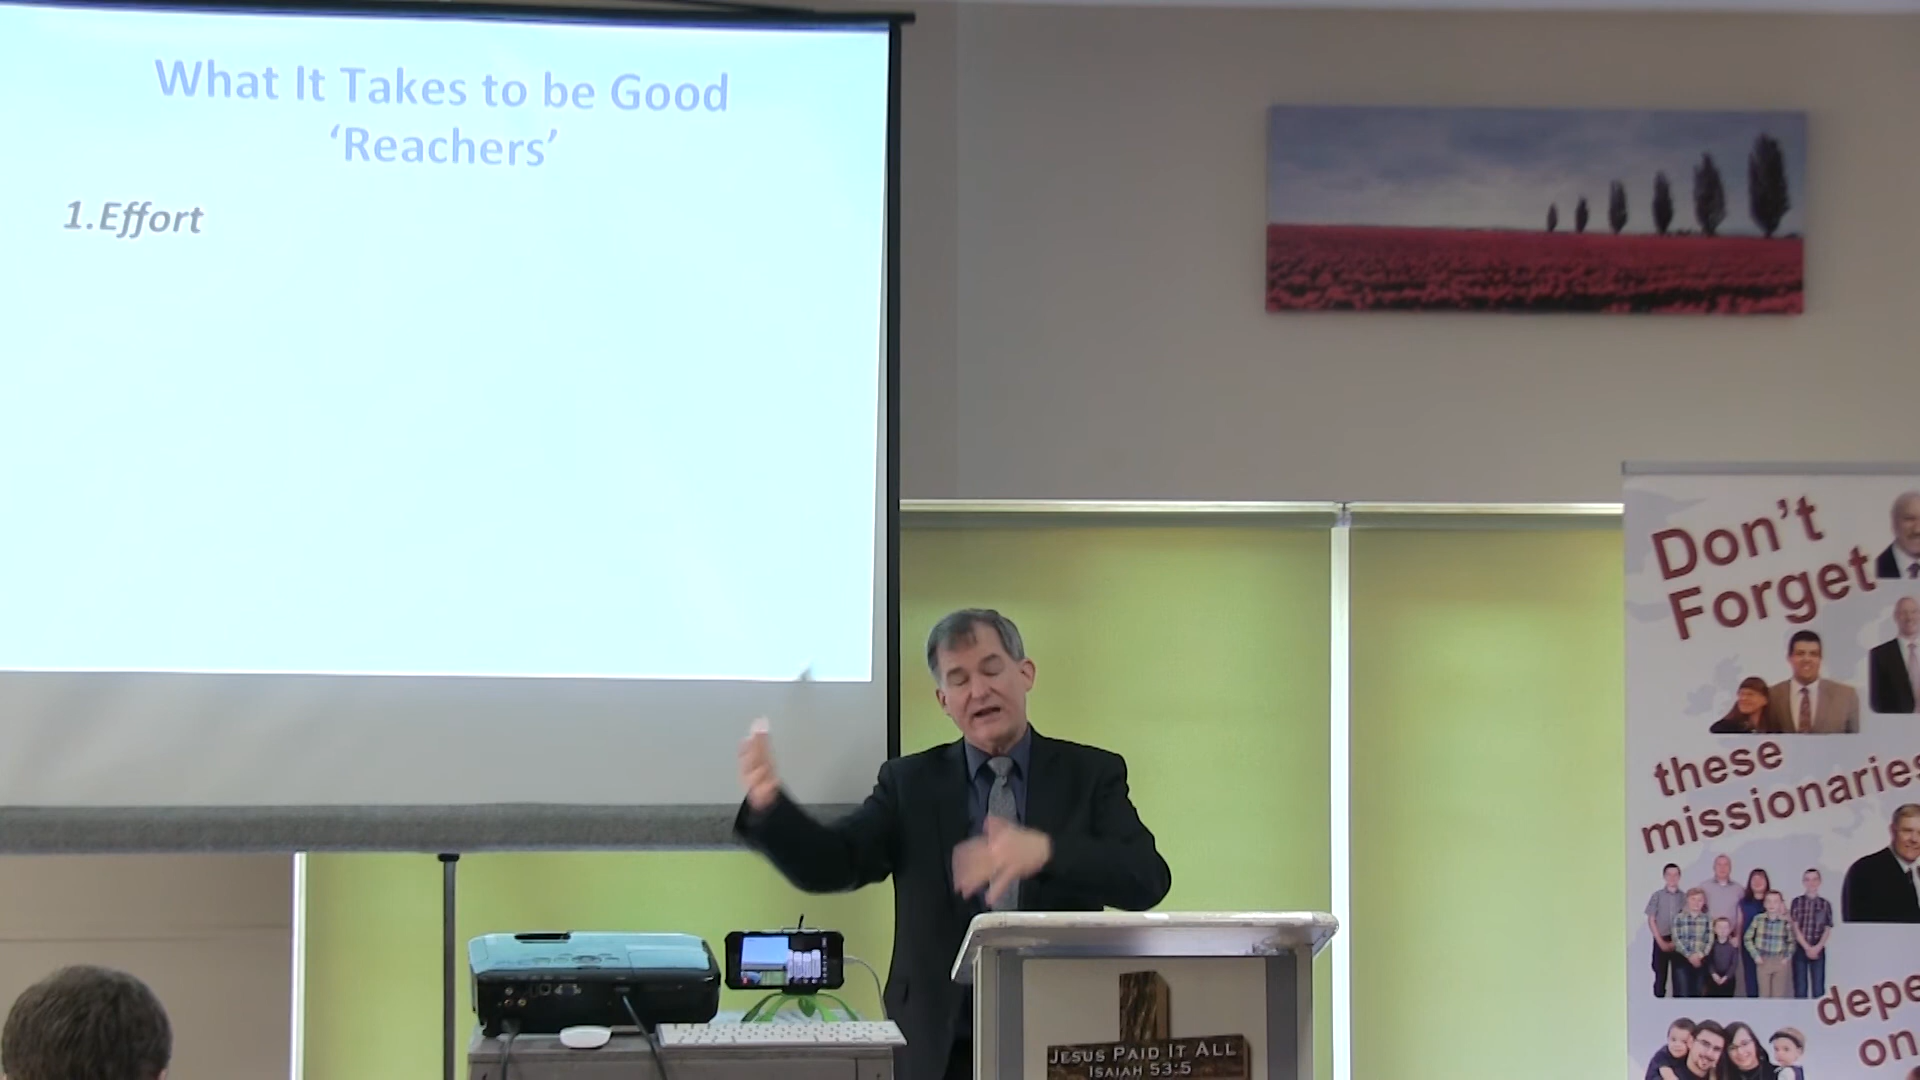 What It Takes to be Good
‘Reachers’
1.Effort
Don’t
Forget
these
missionaries
on
JESUS PAID IT ALL
ISAIAH 53:5